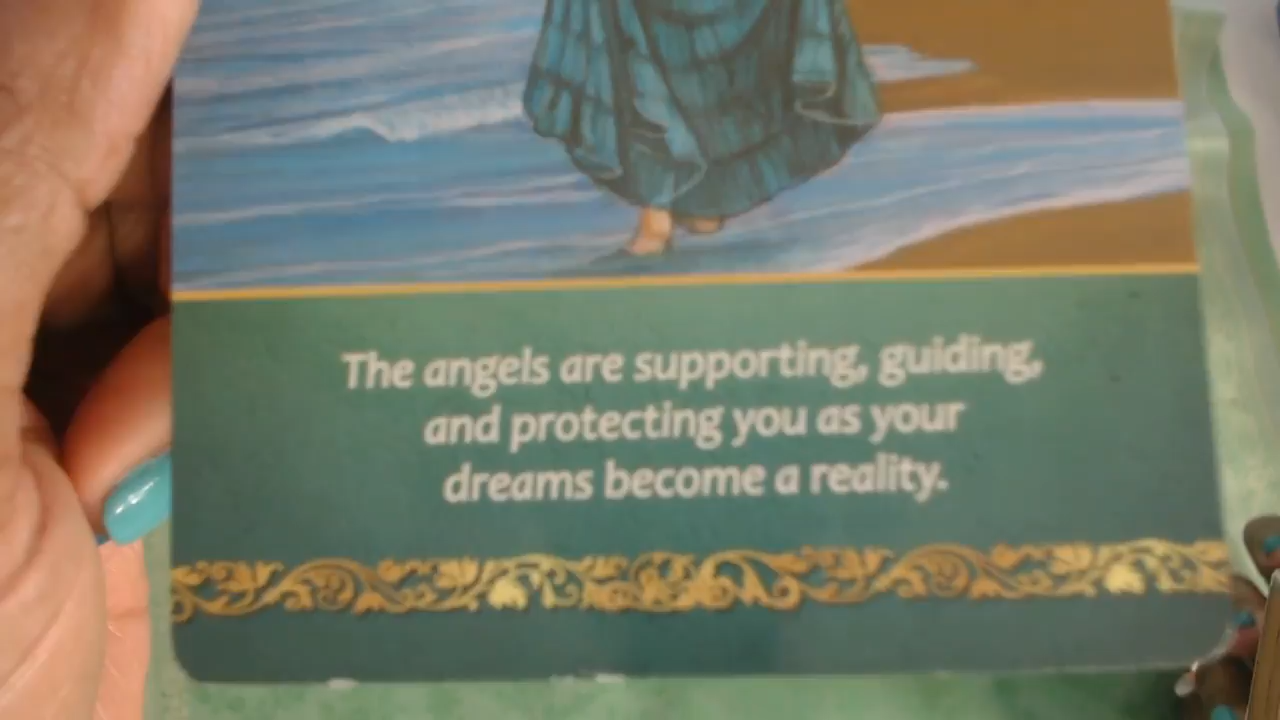 The angels are supporting, guiding,
and protecting you as your
dreams become a reality.